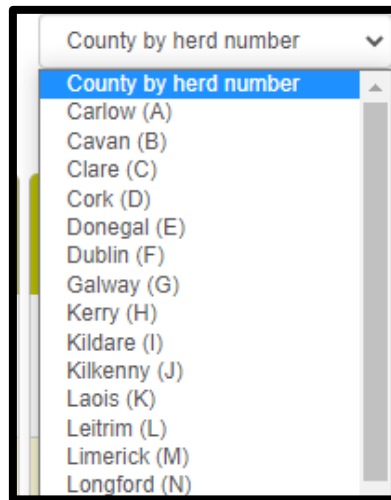 County by herd number
County by herd number
Carlow (A)
Cavan (B)
Clare (C)
Cork (D)
Donegal (E)
Dublin (F)
Galway (G)
Kerry (H)
Kildare (I)
Kilkenny (J)
Laois (K)
Leitrim (L)
Limerick (M)
Longford (N)